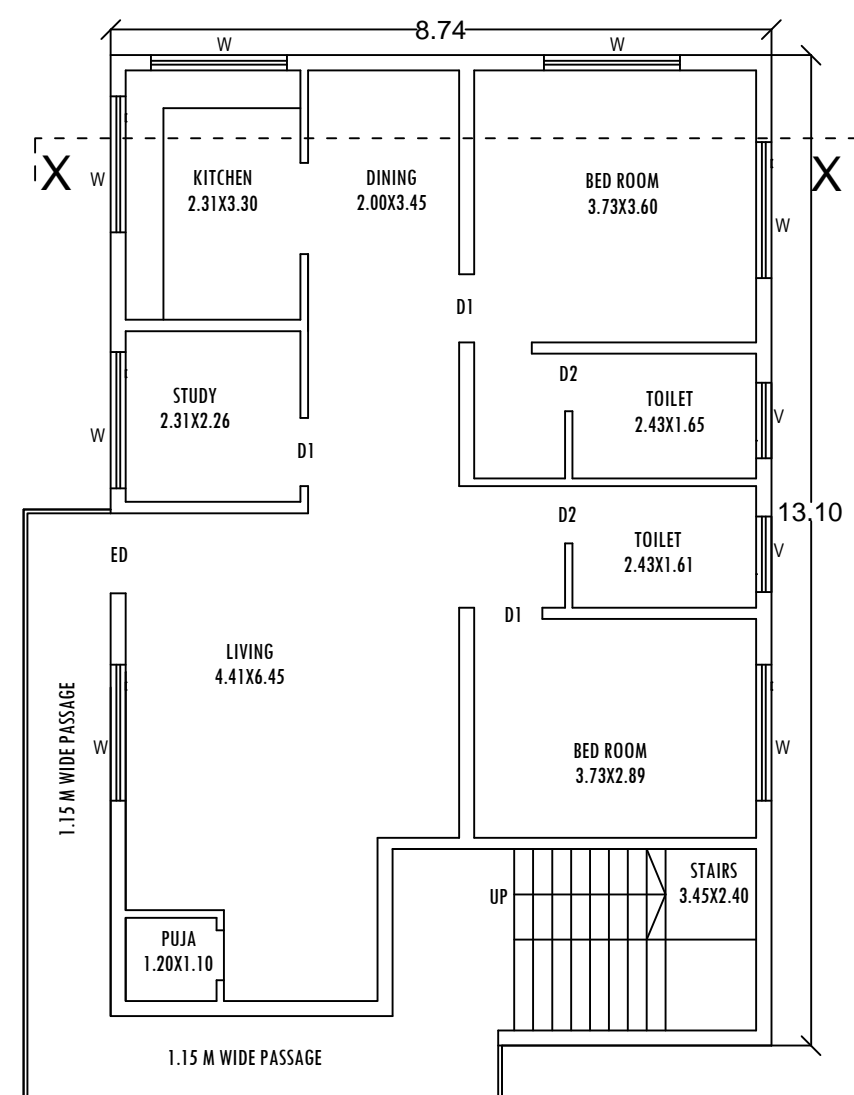 8.74
W
W
X
W
KITCHEN
2.31X3.30
DINING
2.00X3.45
BED ROOM
3.73X3.60
X
W
D1
D2
STUDY
2.31X2.26
TOILET
2.43X1.65
V
W
D1
D2
13.10
TOILET
2.43X1.61
V
ED
D1
LIVING
4.41X6.45
1.15 M WIDE PASSAGE
W
BED ROOM
3.73X2.89
W
UP
STAIRS
3.45X2.40
PUJA
1.20X1.10
1.15 M WIDE PASSAGE